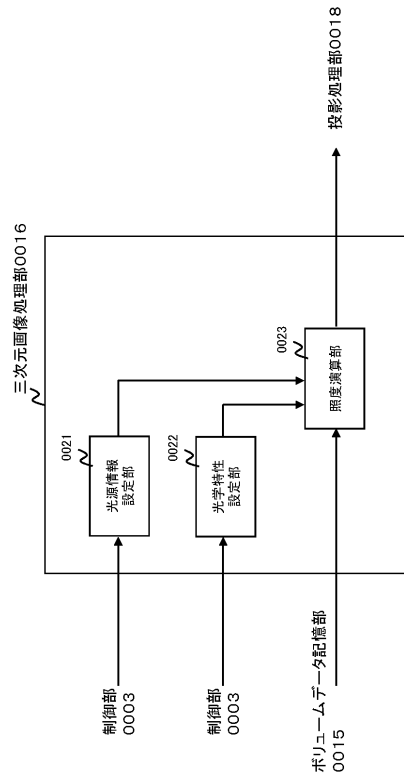 三次元画像処理部0016
制御部
0003
0021
光源情報
設定部
制御部
0003
0022
光学特性
設定部
ボリュームデータ記憶部
0015
0023
照度演算部
投影処理部0018